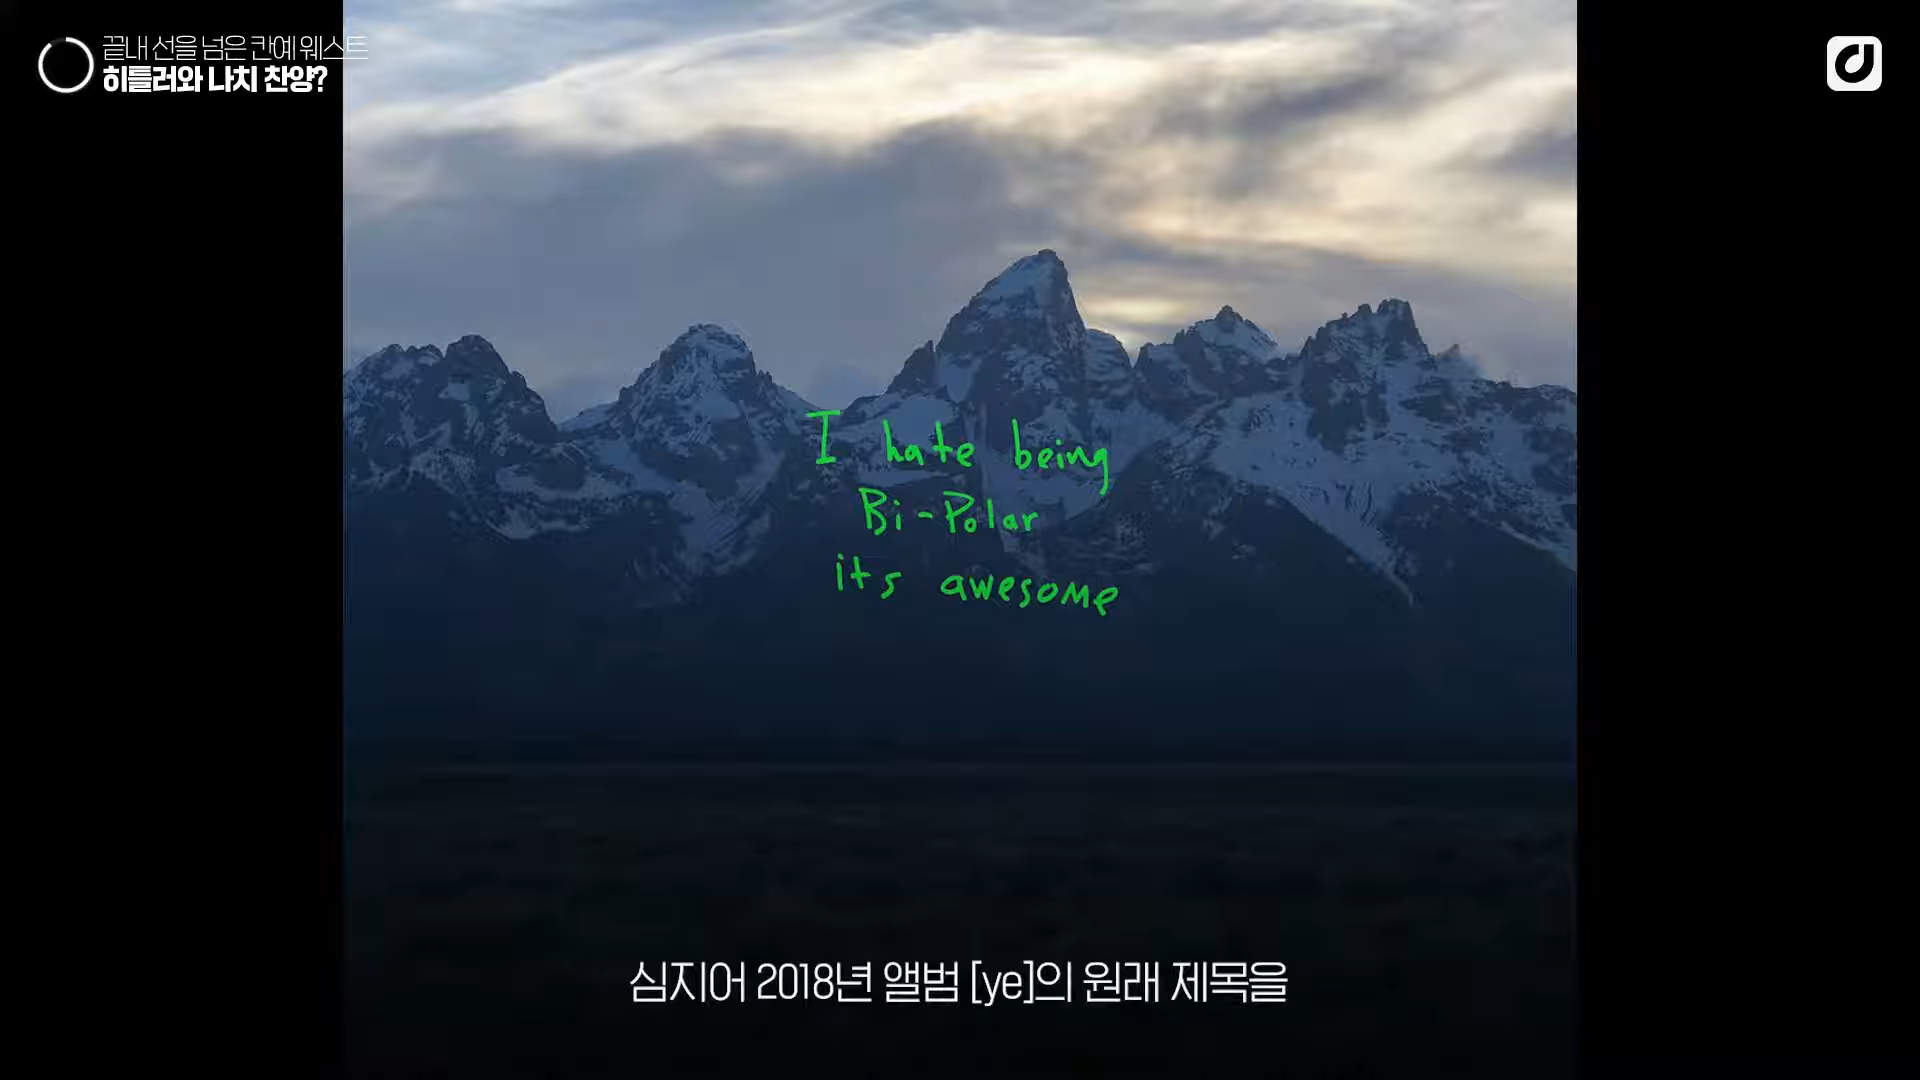 끝내 선을 넘은 칸예 웨스트
히틀러와 나치 찬양?
I hate being
Bi-Polar
its awesome
심지어 2018년 앨범 [ye]의 원래 제목을